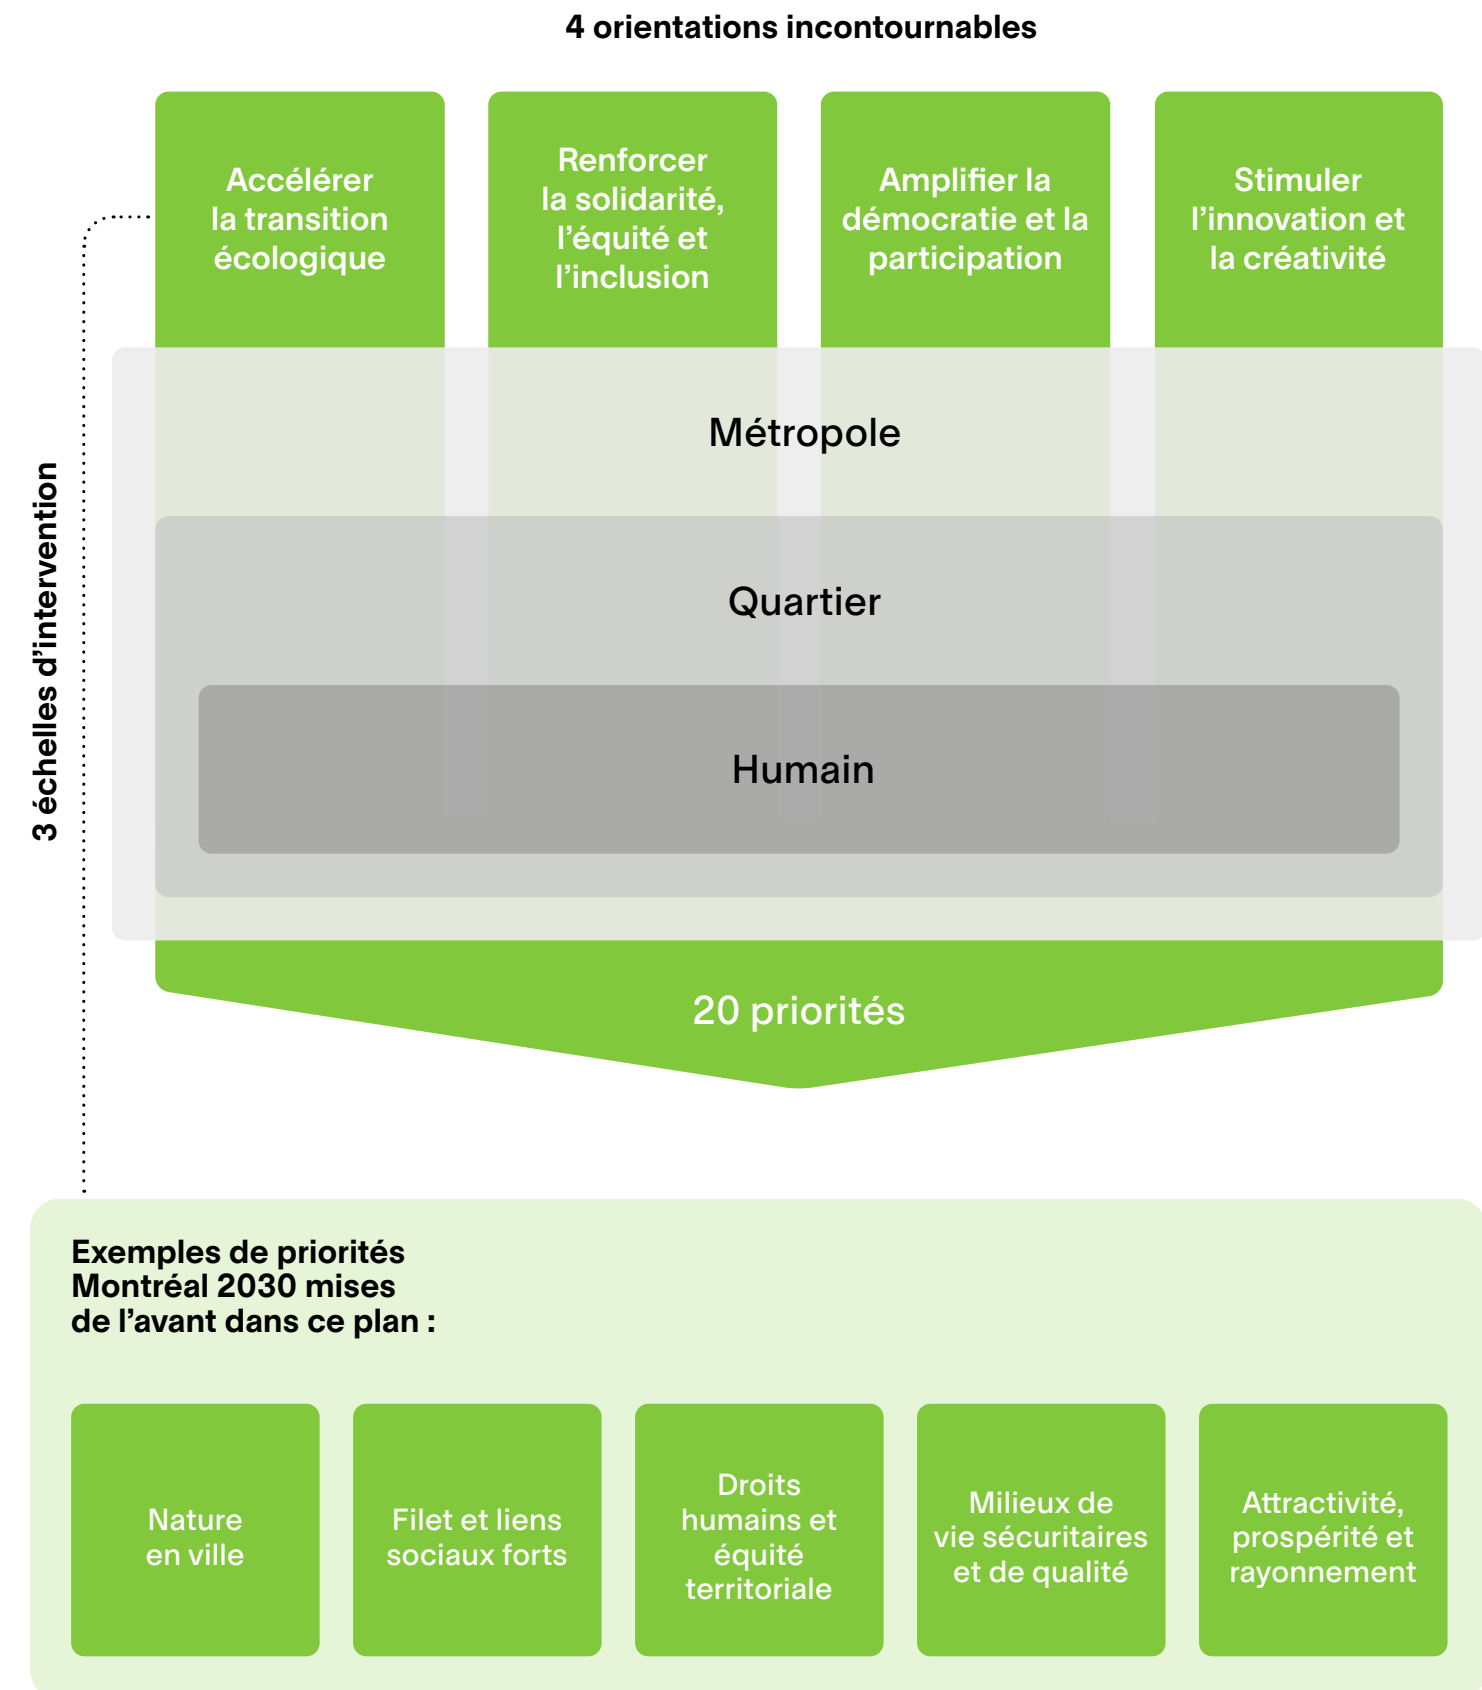 4 orientations incontournables
Accélérer
la transition
écologique
Renforcer
la solidarité,
l’équité et
l’inclusion
Amplifier la
démocratie et la
participation
Stimuler
l’innovation et
la créativité
3 échelles d’intervention
Métropole
Quartier
Humain
20 priorités
Exemples de priorités
Montréal 2030 mises
de l’avant dans ce plan :
Nature
en ville
Filet et liens
sociaux forts
Droits
humains et
équité
territoriale
Milieux de
vie sécuritaires
et de qualité
Attractivité,
prospérité et
rayonnement